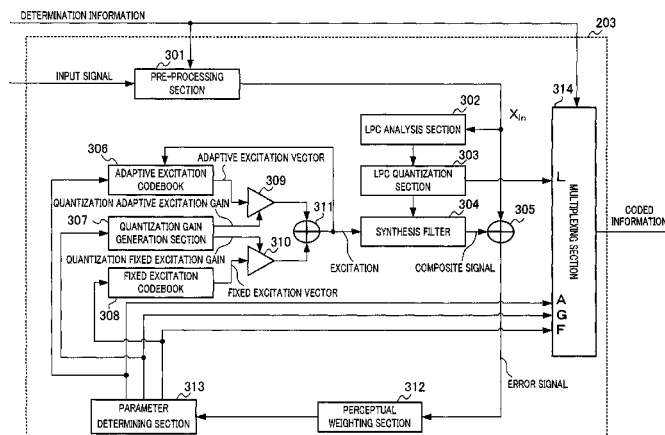 DETERMINATION INFORMATION
203
301
INPUT SIGNAL
PRE-PROCESSING
SECTION
314
302
Xin
LPC ANALYSIS SECTION
306
ADAPTIVE EXCITATION
CODEBOOK
ADAPTIVE EXCITATION
VECTOR
309
303
LPC QUANTIZATION
SECTION
L
QUANTIZATION ADAPTIVE EXCITATION GAIN
307
QUANTIZATION GAIN
GENERATION SECTION
311
304
SYNTHESIS FILTER
305
MULTIPLEXING SECTION
CODED
INFORMATION
310
QUANTIZATION FIXED EXCITATION GAIN
EXCITATION
COMPOSITE SIGNAL
FIXED EXCITATION
CODEBOOK
FIXED EXCITATION VECTOR
308
A
G
F
ERROR SIGNAL
313
312
PARAMETER
DETERMINING SECTION
PERCEPTUAL
WEIGHTING SECTION